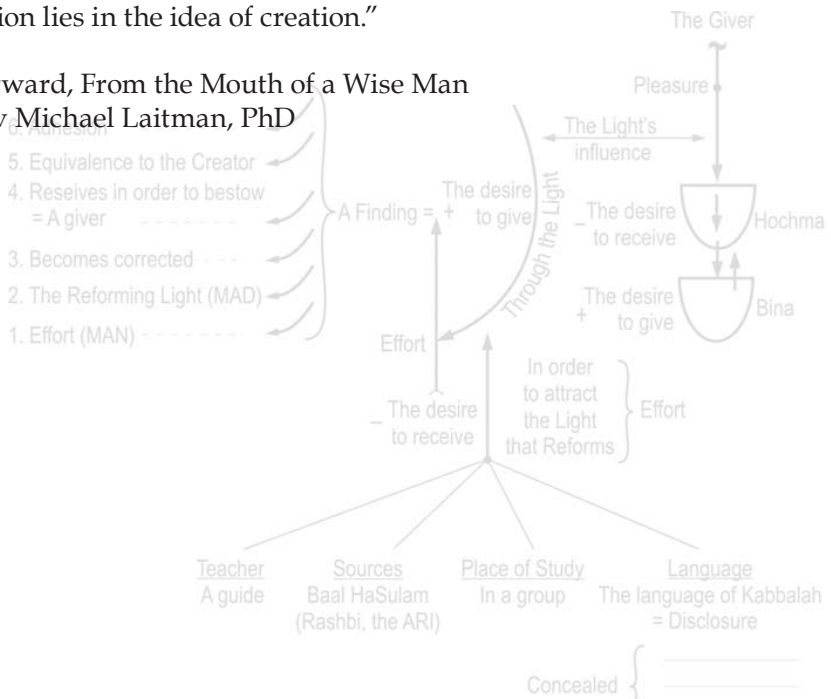 ion lies in the idea of creation.”
ward, From the Mouth of a Wise Man
Michael Laitman, PhD
The Giver
Pleasure
The Light's
influence
6. Adhesion
5. Equivalence to the Creator
4. Reseives in order to bestow
= A giver
3. Becomes corrected
2. The Reforming Light (MAD)
1. Effort (MAN)
A Finding = +
The desire
to give
Through the Light
– The desire
to receive
Hochma
+ The desire
to give
Bina
Effort
– The desire
to receive
In order
to attract
the Light
that Reforms
Effort
Teacher
A guide
Sources
Baal HaSulam
(Rashbi, the ARI)
Place of Study
In a group
Language
The language of Kabbalah
= Disclosure
Concealed